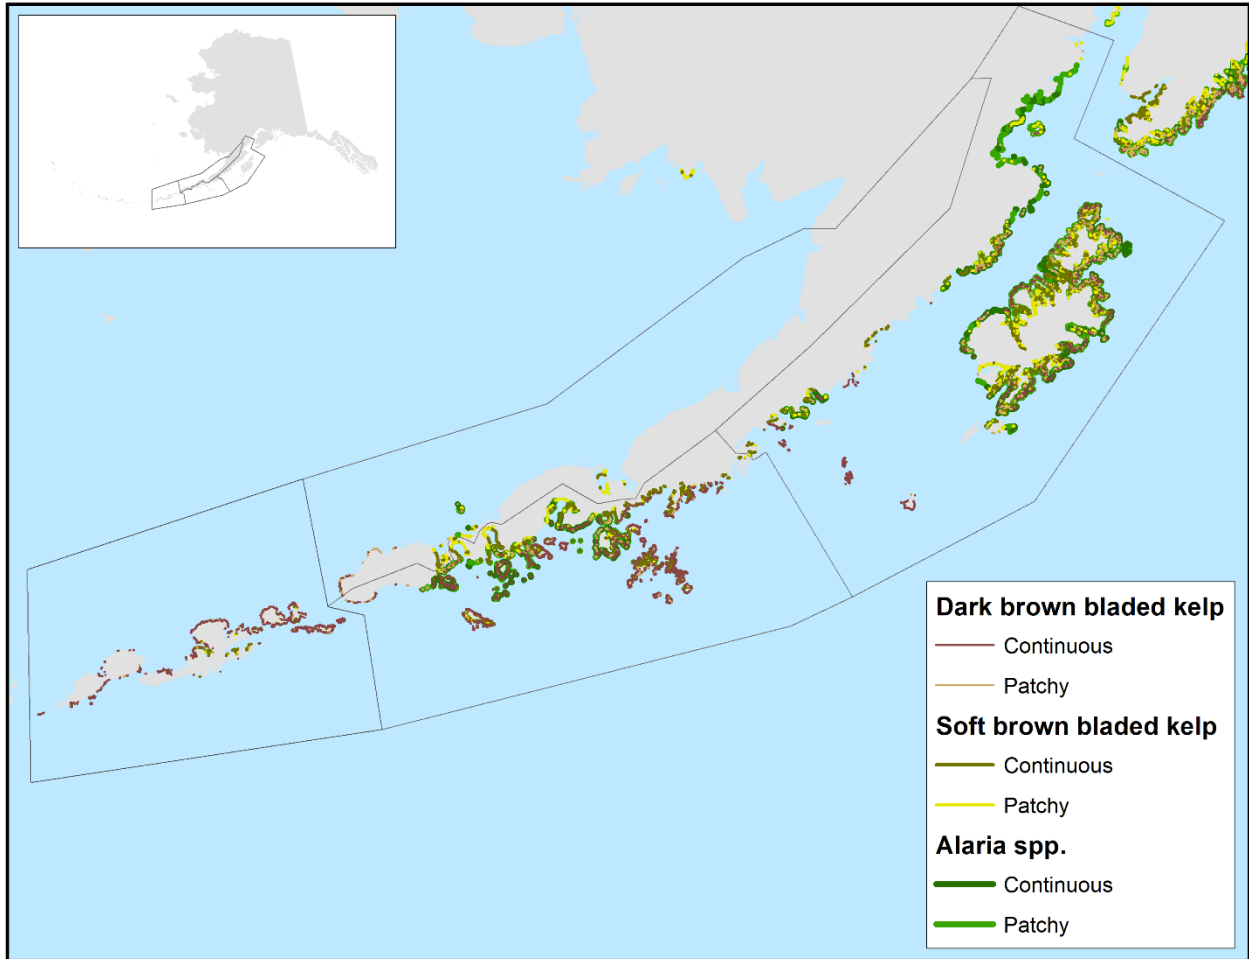 Dark brown bladed kelp
Continuous
Patchy
Soft brown bladed kelp
Continuous
Patchy
Alaria spp.
Continuous
Patchy